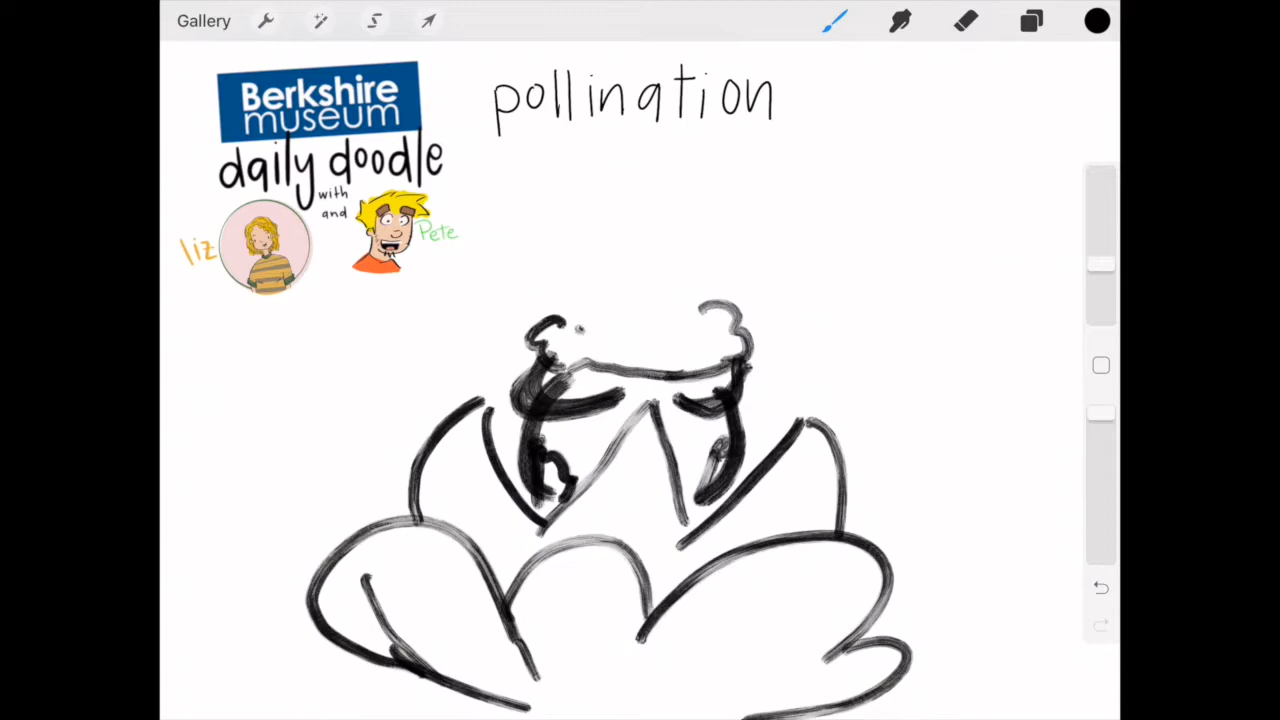 Gallery
Berkshire
museum
pollination
daily doodle
with
and
liz
Pete